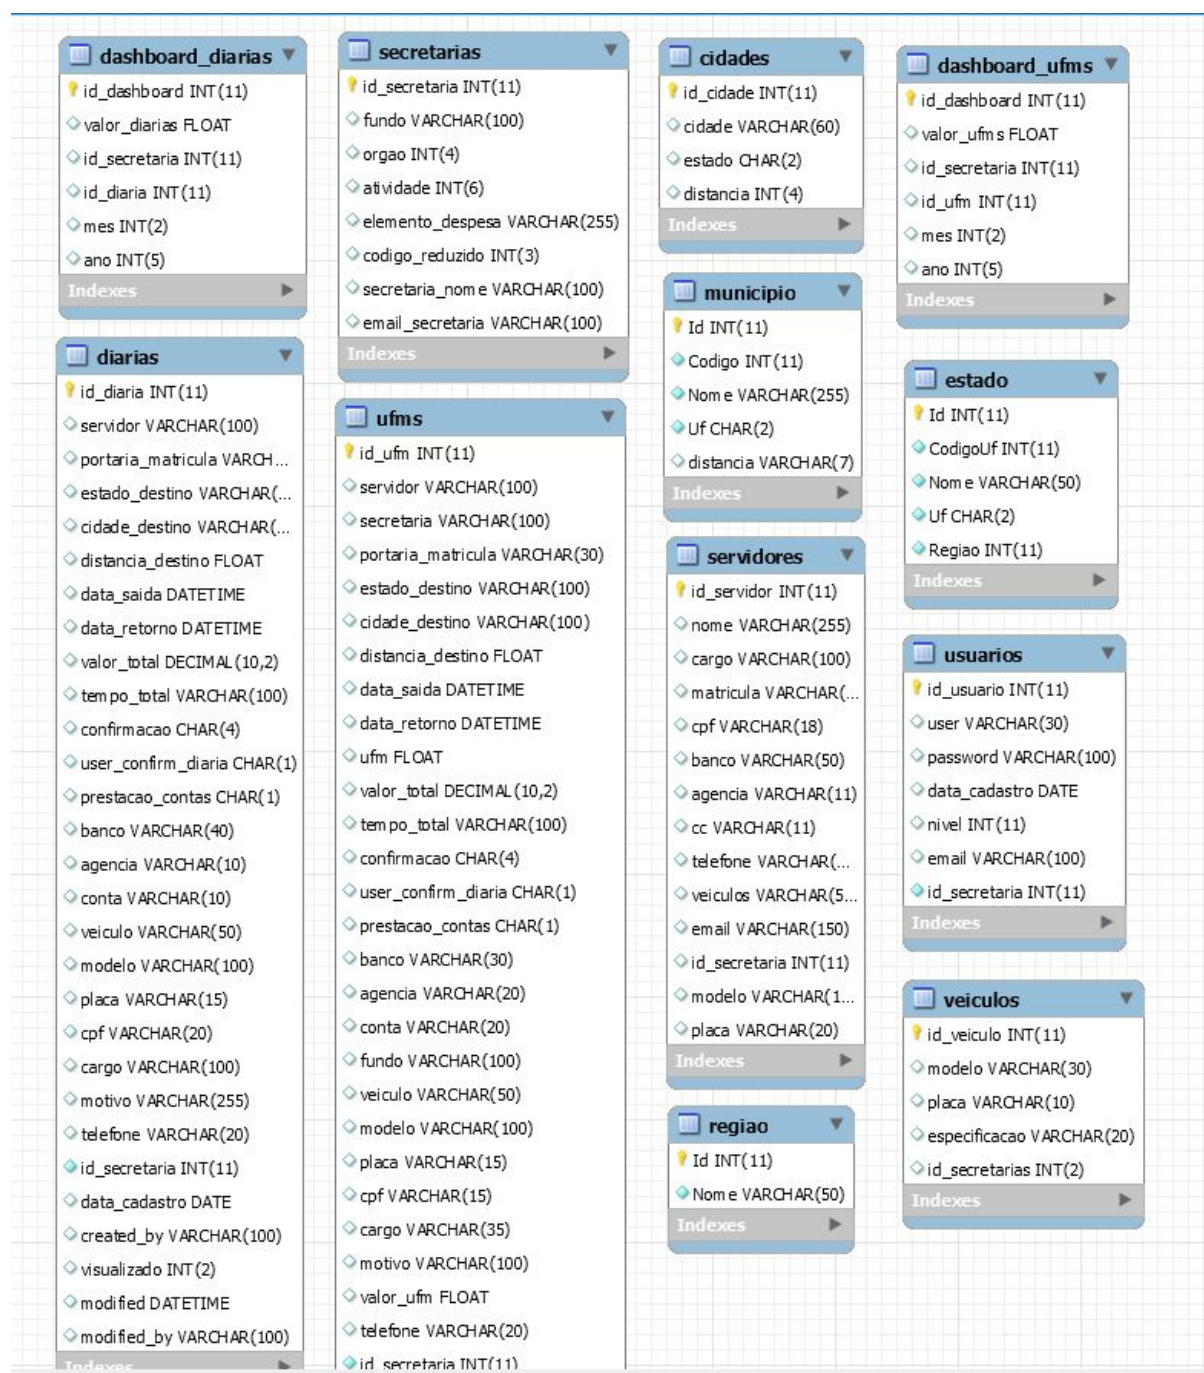 dashboard_diarias
id_dashboard INT(11)
valor_diarias FLOAT
id_secretaria INT(11)
id_diaria INT(11)
mes INT(2)
ano INT(5)
Indexes
diarias
id_diaria INT(11)
servidor VARCHAR(100)
portaria_matricula VARCH...
estado_destino VARCHAR(...
cidade_destino VARCHAR(...
distancia_destino FLOAT
data_saida DATETIME
data_retorno DATETIME
valor_total DECIMAL(10,2)
tempo_total VARCHAR(100)
confirmacao CHAR(4)
user_confirm_diaria CHAR(1)
prestacao_contas CHAR(1)
banco VARCHAR(40)
agencia VARCHAR(10)
conta VARCHAR(10)
veiculo VARCHAR(50)
modelo VARCHAR(100)
placa VARCHAR(15)
cpf VARCHAR(20)
cargo VARCHAR(100)
motivo VARCHAR(255)
telefone VARCHAR(20)
id_secretaria INT(11)
data_cadastro DATE
created_by VARCHAR(100)
visualizado INT(2)
modified DATETIME
modified_by VARCHAR(100)
Indexes
secretarias
id_secretaria INT(11)
fundo VARCHAR(100)
orgao INT(4)
atividade INT(6)
elemento_despesa VARCHAR(255)
codigo_reduzido INT(3)
secretaria_nome VARCHAR(100)
email_secretaria VARCHAR(100)
Indexes
ufms
id_ufm INT(11)
servidor VARCHAR(100)
secretaria VARCHAR(100)
portaria_matricula VARCHAR(30)
estado_destino VARCHAR(100)
cidade_destino VARCHAR(100)
distancia_destino FLOAT
data_saida DATETIME
data_retorno DATETIME
ufm FLOAT
valor_total DECIMAL(10,2)
tempo_total VARCHAR(100)
confirmacao CHAR(4)
user_confirm_diaria CHAR(1)
prestacao_contas CHAR(1)
banco VARCHAR(30)
agencia VARCHAR(20)
conta VARCHAR(20)
fundo VARCHAR(100)
veiculo VARCHAR(50)
modelo VARCHAR(100)
placa VARCHAR(15)
cpf VARCHAR(15)
cargo VARCHAR(35)
motivo VARCHAR(100)
valor_ufm FLOAT
telefone VARCHAR(20)
id_secretaria INT(11)
cidades
id_cidade INT(11)
cidade VARCHAR(60)
estado CHAR(2)
distancia INT(4)
Indexes
municipio
Id INT(11)
Codigo INT(11)
Nome VARCHAR(255)
Uf CHAR(2)
distancia VARCHAR(7)
Indexes
servidores
id_servidor INT(11)
nome VARCHAR(255)
cargo VARCHAR(100)
matricula VARCHAR(...
cpf VARCHAR(18)
banco VARCHAR(50)
agencia VARCHAR(11)
cc VARCHAR(11)
telefone VARCHAR(...
veiculos VARCHAR(5...
email VARCHAR(150)
id_secretaria INT(11)
modelo VARCHAR(1...
placa VARCHAR(20)
Indexes
regiao
Id INT(11)
Nome VARCHAR(50)
Indexes
dashboard_ufms
id_dashboard INT(11)
valor_ufms FLOAT
id_secretaria INT(11)
id_ufm INT(11)
mes INT(2)
ano INT(5)
Indexes
estado
Id INT(11)
CodigoUf INT(11)
Nome VARCHAR(50)
Uf CHAR(2)
Regiao INT(11)
Indexes
usuarios
id_usuario INT(11)
user VARCHAR(30)
password VARCHAR(100)
data_cadastro DATE
nivel INT(11)
email VARCHAR(100)
id_secretaria INT(11)
Indexes
veiculos
id_veiculo INT(11)
modelo VARCHAR(30)
placa VARCHAR(10)
especificacao VARCHAR(20)
id_secretarias INT(2)
Indexes